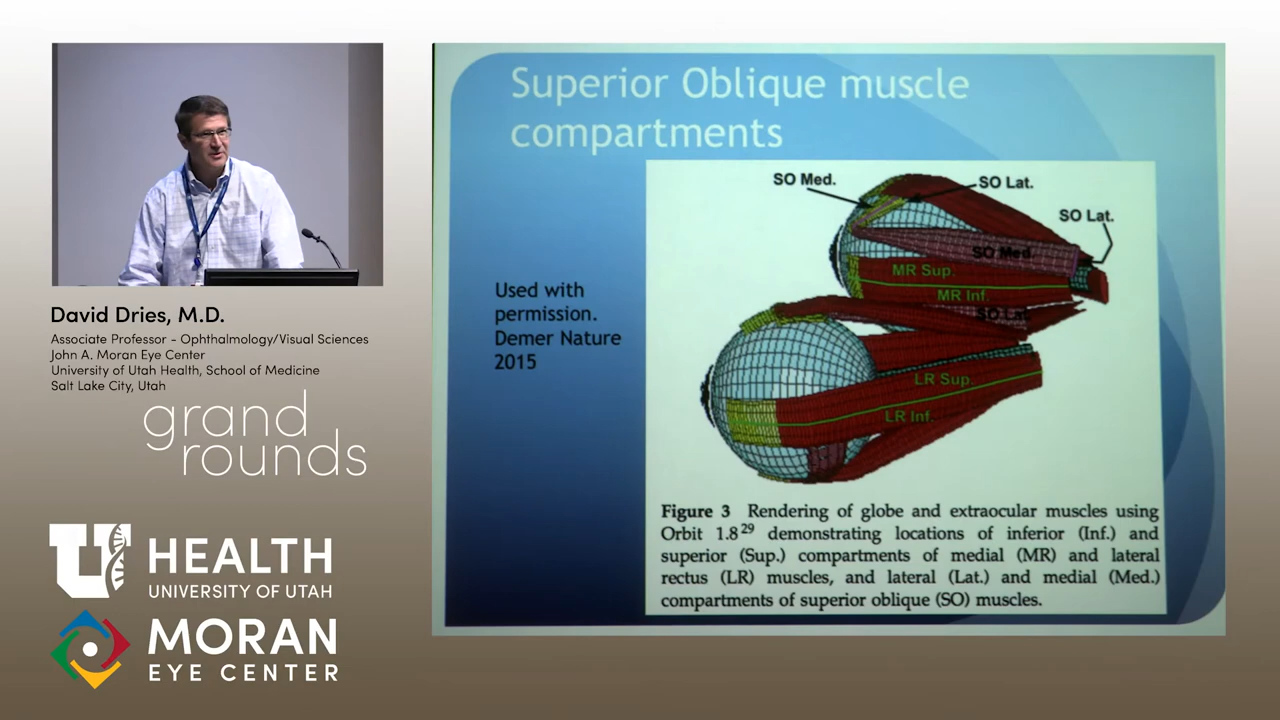 David Dries, M.D.
Associate Professor - Ophthalmology/Visual Sciences
John A. Moran Eye Center
University of Utah Health, School of Medicine
Salt Lake City, Utah
grand
rounds
U
HEALTH
UNIVERSITY OF UTAH
MORAN
EYE CENTER
Superior Oblique muscle
compartments
Used with
permission.
Demer Nature
2015
SO Med.
SO Lat.
SO Lat.
SO Med.
MR Sup.
MR Inf.
SO Lat.
LR Sup.
LR Inf.
Figure 3 Rendering of globe and extraocular muscles using
Orbit 1.8²⁹ demonstrating locations of inferior (Inf.) and
superior (Sup.) compartments of medial (MR) and lateral
rectus (LR) muscles, and lateral (Lat.) and medial (Med.)
compartments of superior oblique (SO) muscles.